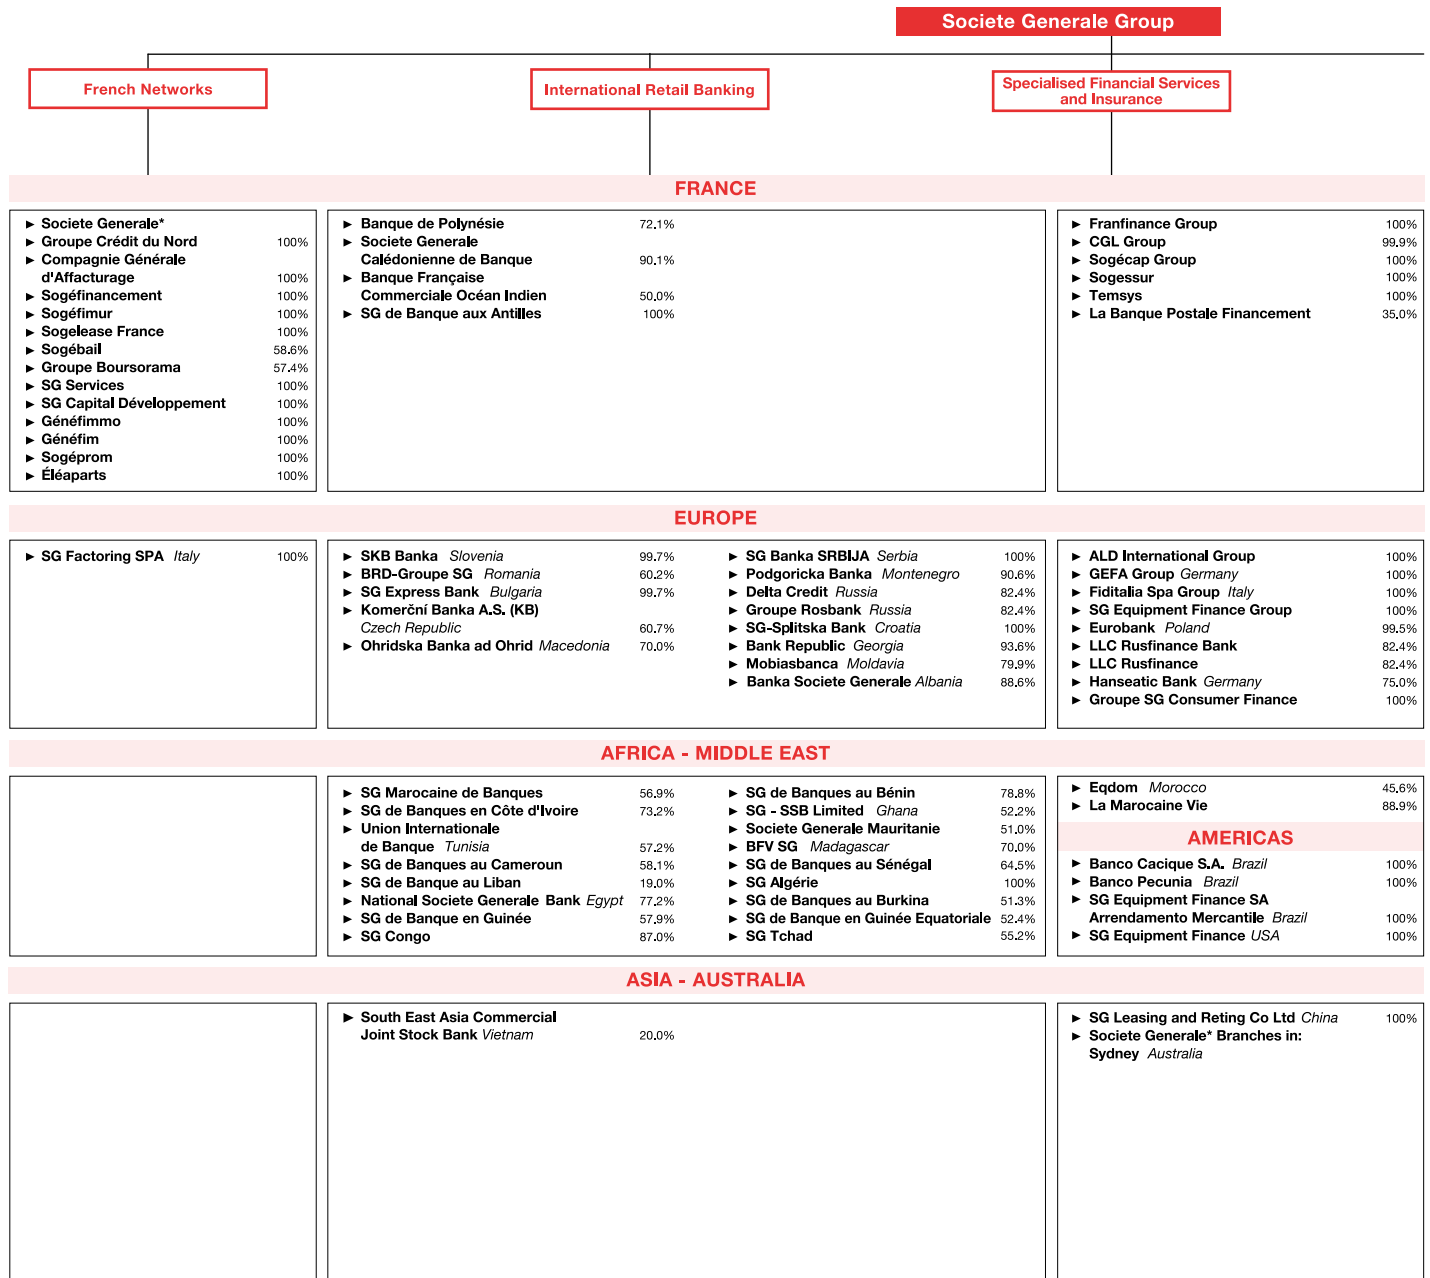 Societe Generale Group
French Networks
International Retail Banking
Specialised Financial Services
and Insurance
FRANCE
► Societe Generale*
► Groupe Crédit du Nord 100%
► Compagnie Générale
d'Affacturage 100%
► Sogéfinancement 100%
► Sogéfimur 100%
► Sogelease France 100%
► Sogébail 58.6%
► Groupe Boursorama 57.4%
► SG Services 100%
► SG Capital Développement 100%
► Généfimmo 100%
► Généfim 100%
► Sogéprom 100%
► Éléaparts 100%
► Banque de Polynésie 72.1%
► Societe Generale
Calédonienne de Banque 90.1%
► Banque Française
Commerciale Océan Indien 50.0%
► SG de Banque aux Antilles 100%
► Franfinance Group 100%
► CGL Group 99.9%
► Sogécap Group 100%
► Sogessur 100%
► Temsys 100%
► La Banque Postale Financement 35.0%
EUROPE
► SG Factoring SPA Italy 100%
► SKB Banka Slovenia 99.7%
► BRD-Groupe SG Romania 60.2%
► SG Express Bank Bulgaria 99.7%
► Komerční Banka A.S. (KB)
Czech Republic 60.7%
► Ohridska Banka ad Ohrid Macedonia 70.0%
► SG Banka SRBIJA Serbia 100%
► Podgoricka Banka Montenegro 90.6%
► Delta Credit Russia 82.4%
► Groupe Rosbank Russia 82.4%
► SG-Splitska Bank Croatia 100%
► Bank Republic Georgia 93.6%
► Mobiasbanca Moldavia 79.9%
► Banka Societe Generale Albania 88.6%
► ALD International Group 100%
► GEFA Group Germany 100%
► Fiditalia Spa Group Italy 100%
► SG Equipment Finance Group 100%
► Eurobank Poland 99.5%
► LLC Rusfinance Bank 82.4%
► LLC Rusfinance 82.4%
► Hanseatic Bank Germany 75.0%
► Groupe SG Consumer Finance 100%
AFRICA - MIDDLE EAST
► SG Marocaine de Banques 56.9%
► SG de Banques en Côte d'Ivoire 73.2%
► Union Internationale
de Banque Tunisia 57.2%
► SG de Banques au Cameroun 58.1%
► SG de Banque au Liban 19.0%
► National Societe Generale Bank Egypt 77.2%
► SG de Banque en Guinée 57.9%
► SG Congo 87.0%
► SG de Banques au Bénin 78.8%
► SG - SSB Limited Ghana 52.2%
► Societe Generale Mauritanie 51.0%
► BFV SG Madagascar 70.0%
► SG de Banques au Sénégal 64.5%
► SG Algérie 100%
► SG de Banques au Burkina 51.3%
► SG de Banque en Guinée Equatoriale 52.4%
► SG Tchad 55.2%
► Eqdom Morocco 45.6%
► La Marocaine Vie 88.9%
AMERICAS
► Banco Cacique S.A. Brazil 100%
► Banco Pecunia Brazil 100%
► SG Equipment Finance SA
Arrendamento Mercantile Brazil 100%
► SG Equipment Finance USA 100%
ASIA - AUSTRALIA
► South East Asia Commercial
Joint Stock Bank Vietnam 20.0%
► SG Leasing and Reting Co Ltd China 100%
► Societe Generale* Branches in:
Sydney Australia